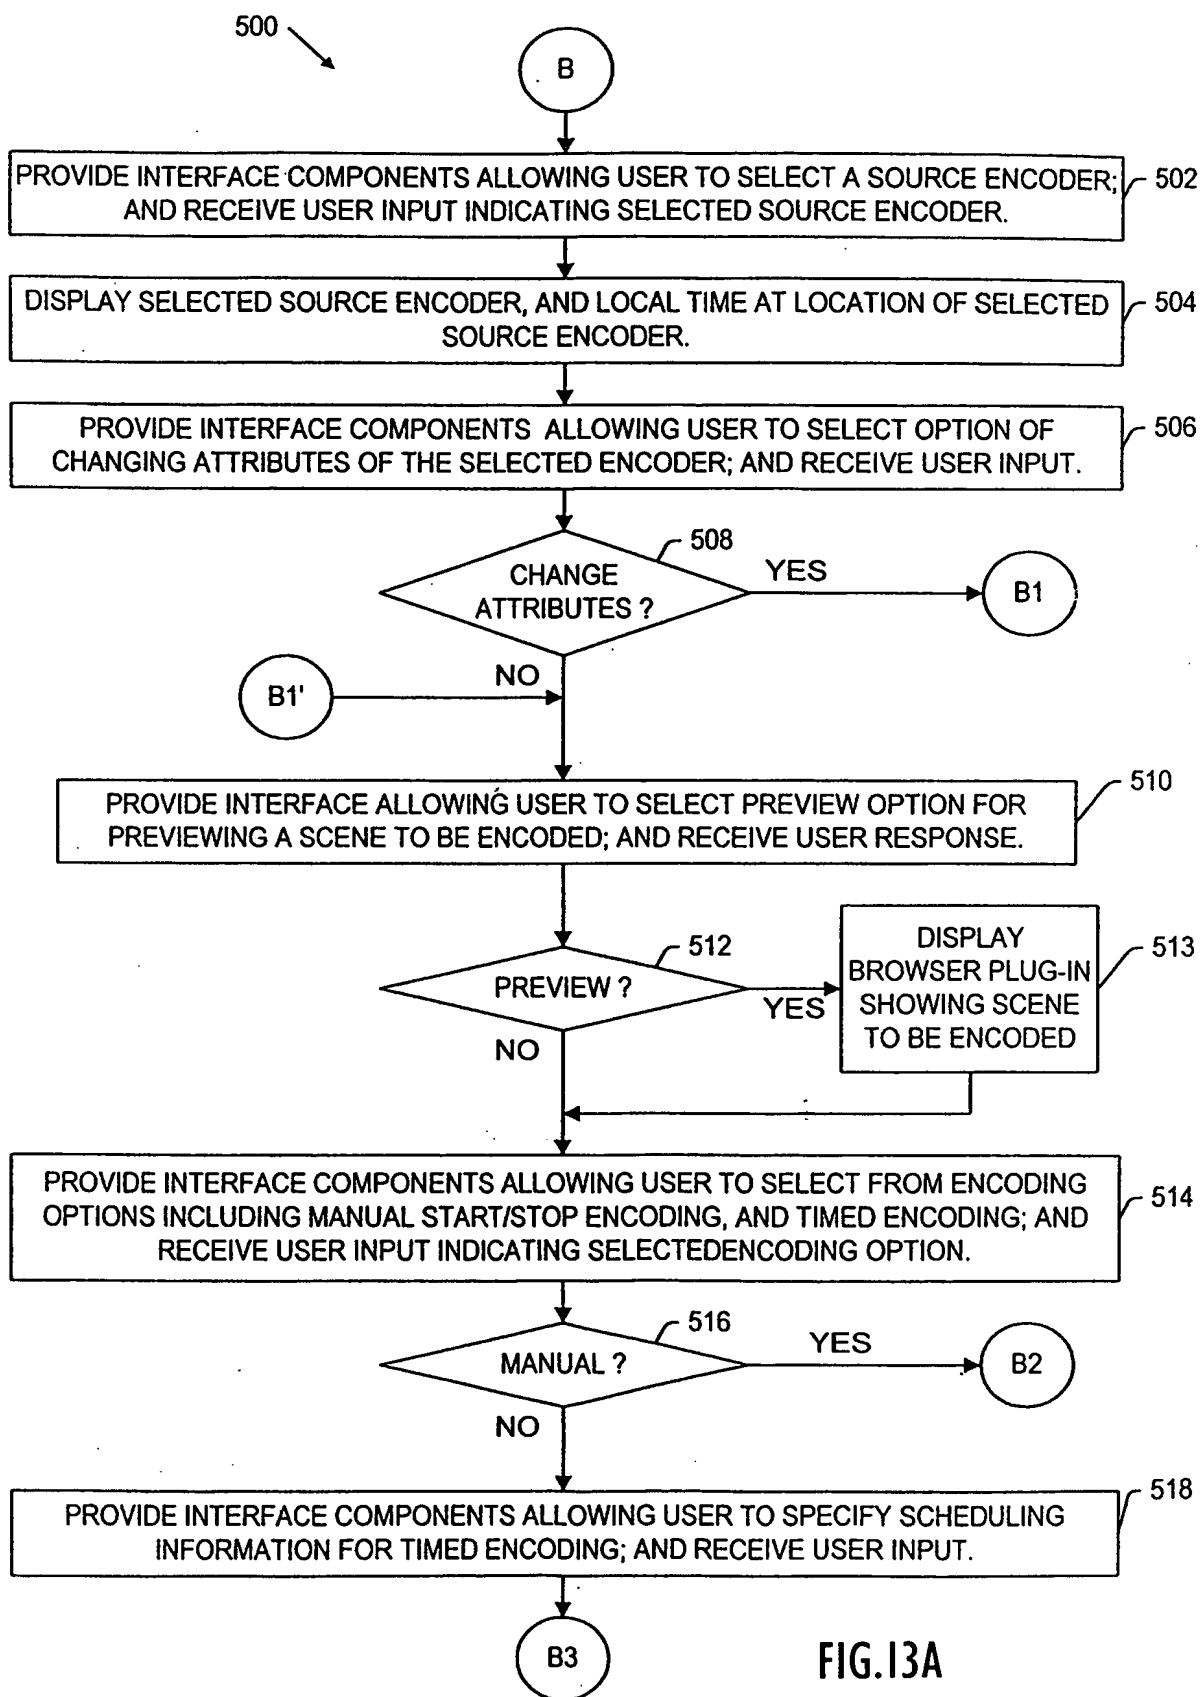 500
B
PROVIDE INTERFACE COMPONENTS ALLOWING USER TO SELECT A SOURCE ENCODER;
AND RECEIVE USER INPUT INDICATING SELECTED SOURCE ENCODER.
502
DISPLAY SELECTED SOURCE ENCODER, AND LOCAL TIME AT LOCATION OF SELECTED
SOURCE ENCODER.
504
PROVIDE INTERFACE COMPONENTS ALLOWING USER TO SELECT OPTION OF
CHANGING ATTRIBUTES OF THE SELECTED ENCODER; AND RECEIVE USER INPUT.
506
508
CHANGE
ATTRIBUTES ?
YES
B1
NO
B1'
PROVIDE INTERFACE ALLOWING USER TO SELECT PREVIEW OPTION FOR
PREVIEWING A SCENE TO BE ENCODED; AND RECEIVE USER RESPONSE.
510
512
PREVIEW ?
YES
DISPLAY
BROWSER PLUG-IN
SHOWING SCENE
TO BE ENCODED
513
NO
PROVIDE INTERFACE COMPONENTS ALLOWING USER TO SELECT FROM ENCODING
OPTIONS INCLUDING MANUAL START/STOP ENCODING, AND TIMED ENCODING; AND
RECEIVE USER INPUT INDICATING SELECTEDENCODING OPTION.
514
516
MANUAL ?
YES
B2
NO
PROVIDE INTERFACE COMPONENTS ALLOWING USER TO SPECIFY SCHEDULING
INFORMATION FOR TIMED ENCODING; AND RECEIVE USER INPUT.
518
B3
FIG.13A